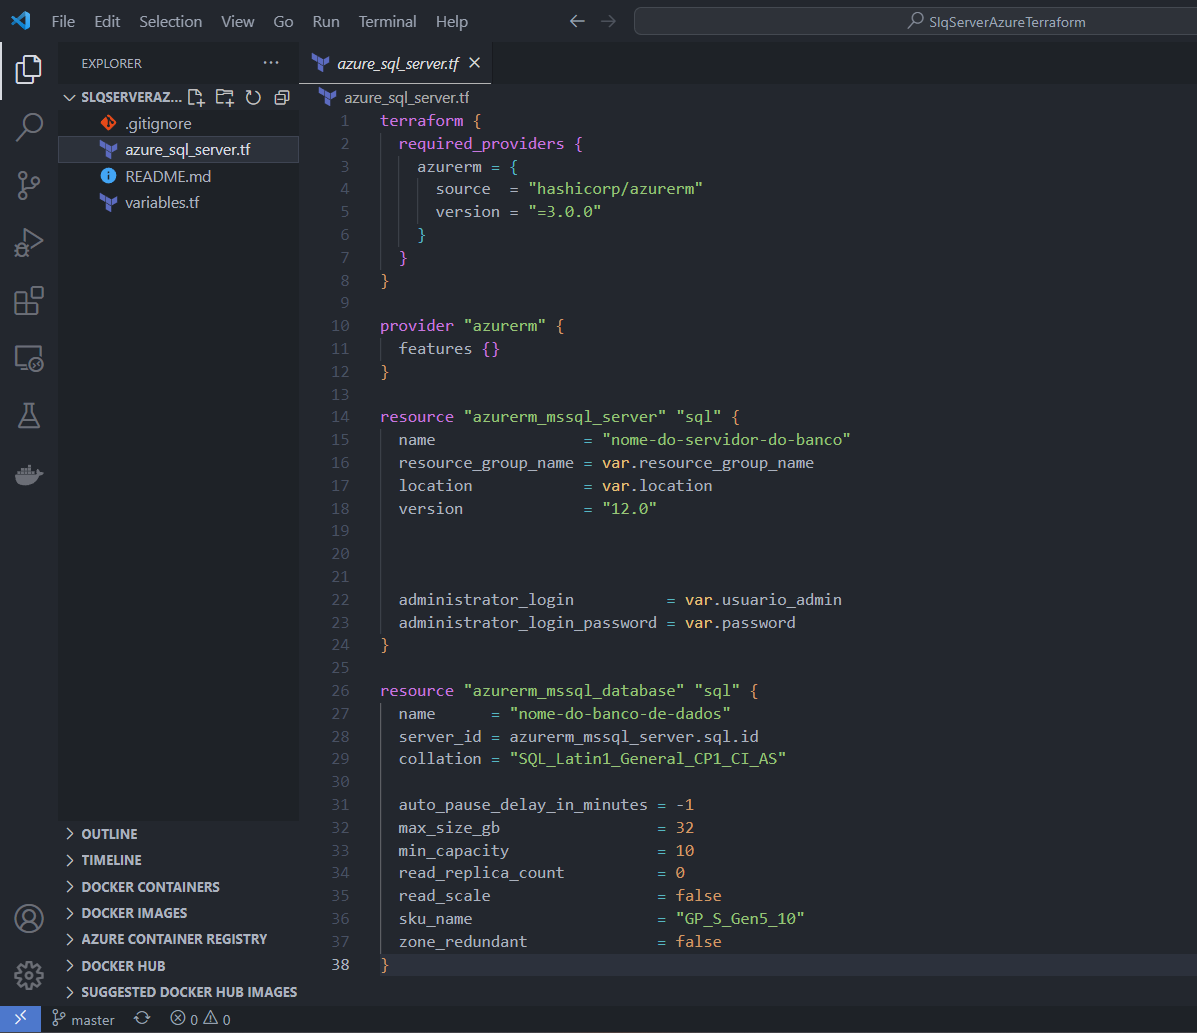 File Edit Selection View Go Run Terminal Help
SlqServerAzureTerraform
EXPLORER
azure_sql_server.tf
SLQSERVERAZ...
azure_sql_server.tf
.gitignore
azure_sql_server.tf
README.md
variables.tf
1 terraform {
2 required_providers {
3 azurerm = {
4 source = "hashicorp/azurerm"
5 version = "=3.0.0"
6 }
7 }
8 }
9
10 provider "azurerm" {
11 features {}
12 }
13
14 resource "azurerm_mssql_server" "sql" {
15 name = "nome-do-servidor-do-banco"
16 resource_group_name = var.resource_group_name
17 location = var.location
18 version = "12.0"
19
20
21
22 administrator_login = var.usuario_admin
23 administrator_login_password = var.password
24 }
25
26 resource "azurerm_mssql_database" "sql" {
27 name = "nome-do-banco-de-dados"
28 server_id = azurerm_mssql_server.sql.id
29 collation = "SQL_Latin1_General_CP1_CI_AS"
30
31 auto_pause_delay_in_minutes = -1
32 max_size_gb = 32
33 min_capacity = 10
34 read_replica_count = 0
35 read_scale = false
36 sku_name = "GP_S_Gen5_10"
37 zone_redundant = false
38 }
OUTLINE
TIMELINE
DOCKER CONTAINERS
DOCKER IMAGES
AZURE CONTAINER REGISTRY
DOCKER HUB
SUGGESTED DOCKER HUB IMAGES
master 0 0